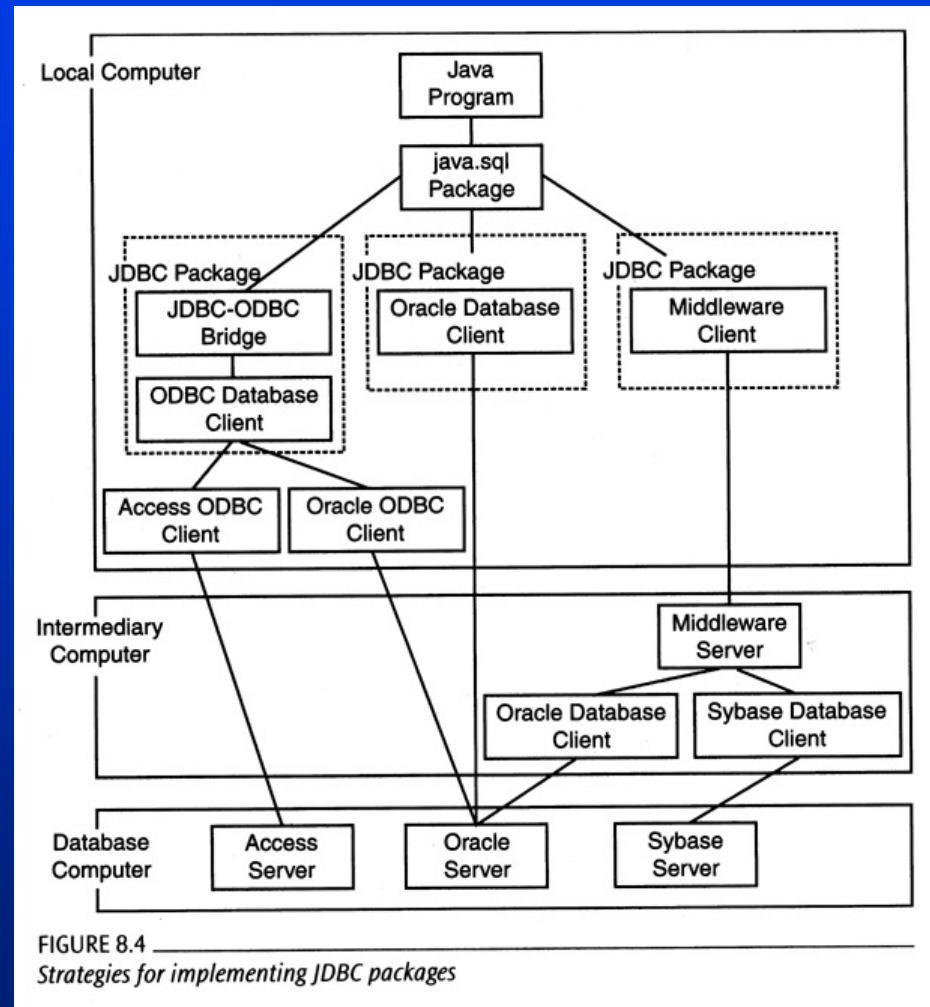 Local Computer
Java
Program
java.sql
Package
JDBC Package
JDBC-ODBC
Bridge
ODBC Database
Client
JDBC Package
Oracle Database
Client
JDBC Package
Middleware
Client
Access ODBC
Client
Oracle ODBC
Client
Intermediary
Computer
Middleware
Server
Oracle Database
Client
Sybase Database
Client
Database
Computer
Access
Server
Oracle
Server
Sybase
Server
FIGURE 8.4
Strategies for implementing JDBC packages